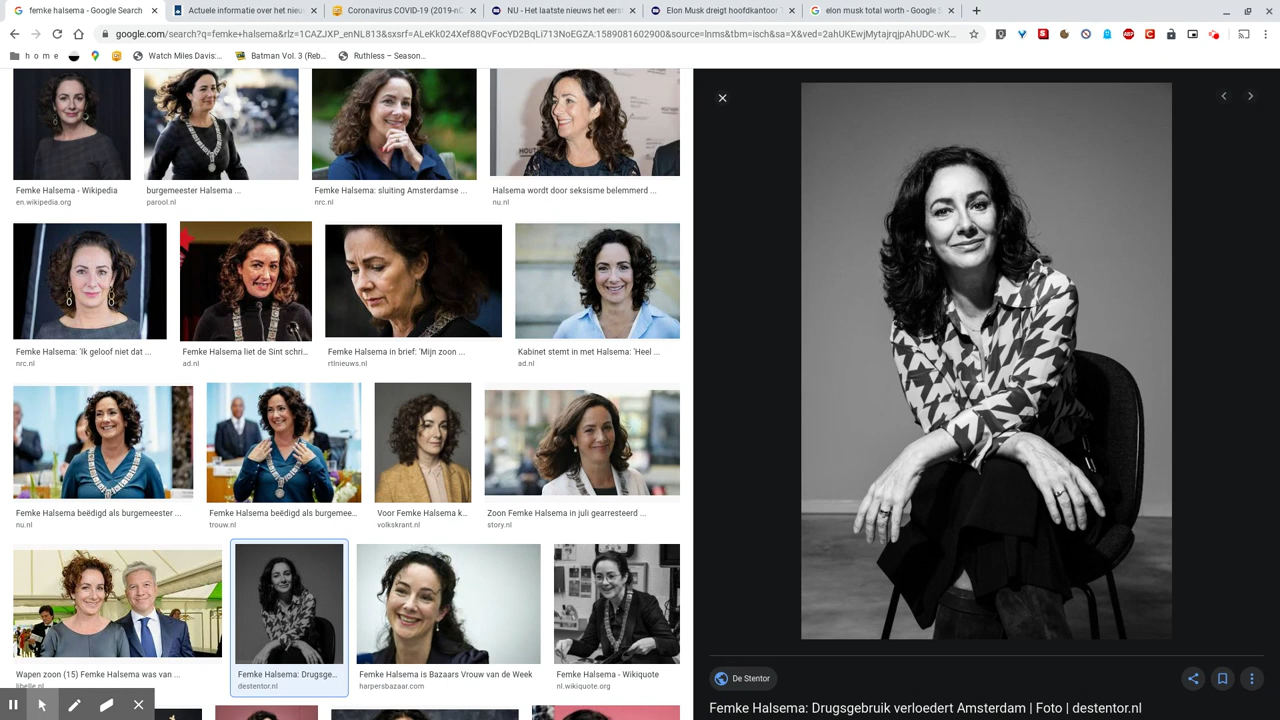 femke halsema - Google Search
Actuele informatie over het nieu
Coronavirus COVID-19 (2019-nC
NU - Het laatste nieuws het eers
Elon Musk dreigt hoofdkantoor T
elon musk total worth - Google S
google.com/search?q=femke+halsema&rlz=1CAZJXP_enNL813&sxsrf=ALeKk024Xef88QvFocYD2BqLi713NoEGZA:1589081602900&source=lnms&tbm=isch&sa=X&ved=2ahUKEwjMytajrqjpAhUDC-wK...
h o m e
Watch Miles Davis:...
Batman Vol. 3 (Reb...
Ruthless – Season...
Femke Halsema - Wikipedia
en.wikipedia.org
burgemeester Halsema ...
parool.nl
Femke Halsema: sluiting Amsterdamse ...
nrc.nl
Halsema wordt door seksisme belemmerd ...
nu.nl
Femke Halsema: 'Ik geloof niet dat ...
nrc.nl
Femke Halsema liet de Sint schri...
ad.nl
Femke Halsema in brief: 'Mijn zoon ...
rtlnieuws.nl
Kabinet stemt in met Halsema: 'Heel ...
ad.nl
Femke Halsema beëdigd als burgemeester ...
nu.nl
Femke Halsema beëdigd als burgemee...
trouw.nl
Voor Femke Halsema k...
volkskrant.nl
Zoon Femke Halsema in juli gearresteerd ...
story.nl
Wapen zoon (15) Femke Halsema was van ...
libelle.nl
Femke Halsema: Drugsge...
destentor.nl
Femke Halsema is Bazaars Vrouw van de Week
harpersbazaar.com
Femke Halsema - Wikiquote
nl.wikiquote.org
De Stentor
Femke Halsema: Drugsgebruik verloedert Amsterdam | Foto | destentor.nl